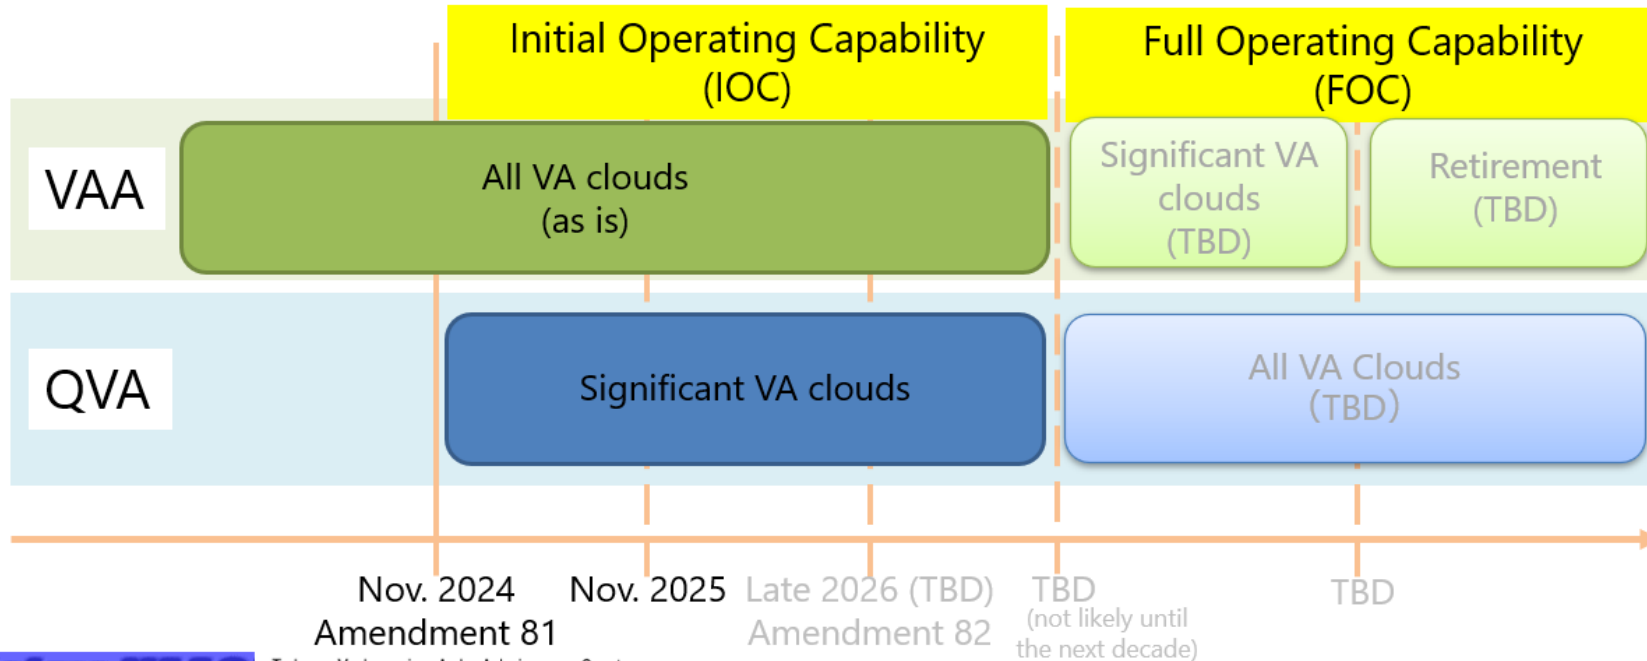 Initial Operating Capability
(IOC)
Full Operating Capability
(FOC)
VAA
All VA clouds
(as is)
Significant VA
clouds
(TBD)
Retirement
(TBD)
QVA
Significant VA clouds
All VA Clouds
(TBD)
Nov. 2024
Amendment 81
Nov. 2025
Late 2026 (TBD)
Amendment 82
TBD
(not likely until
the next decade)
TBD